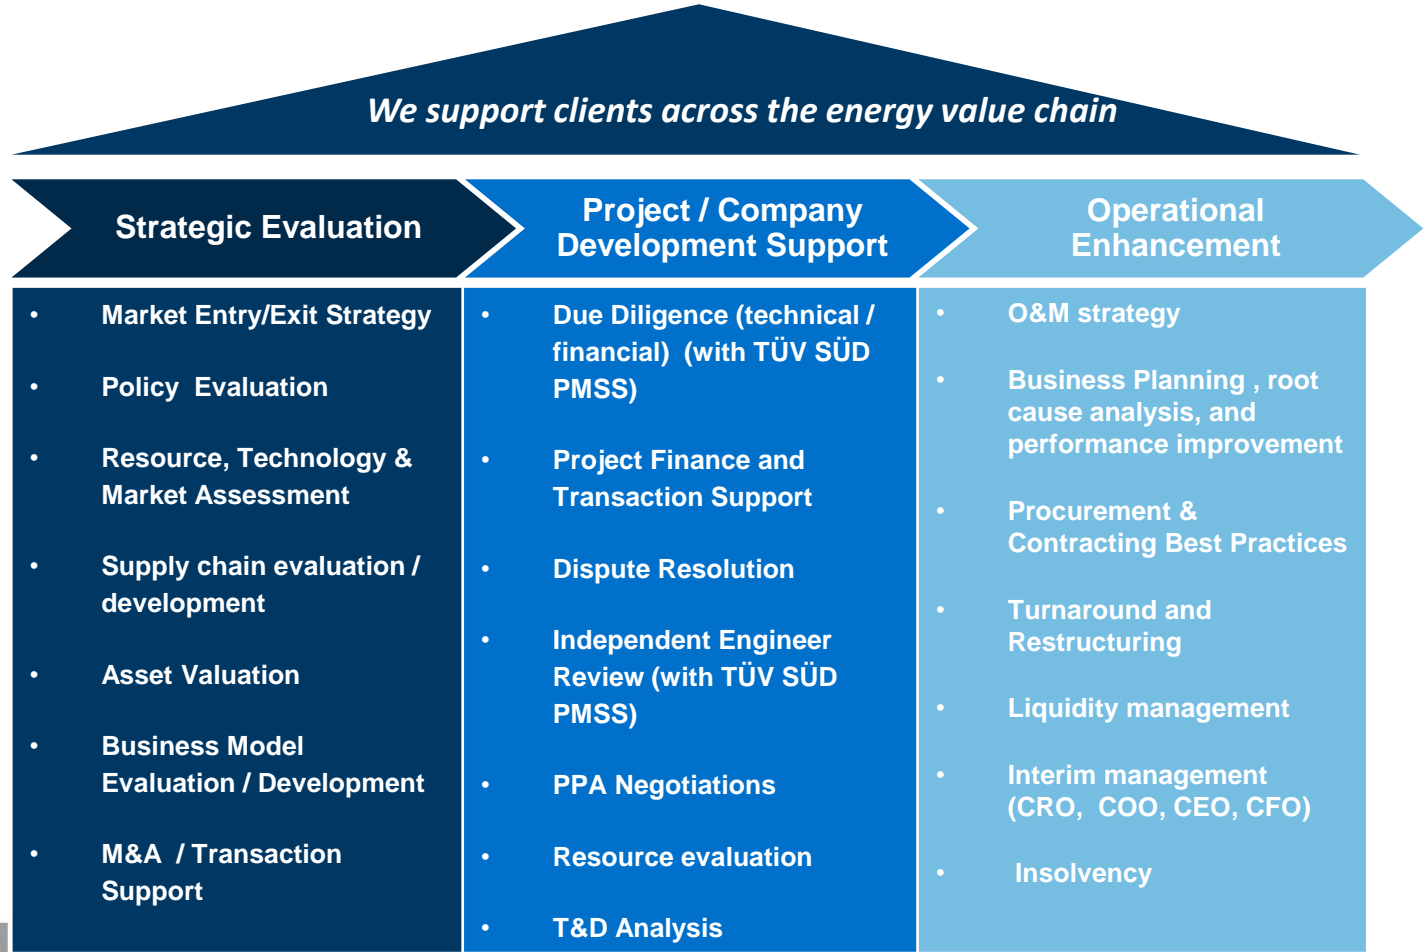 We support clients across the energy value chain
Strategic Evaluation
Project / Company
Development Support
Operational
Enhancement
• Market Entry/Exit Strategy
• Policy  Evaluation
• Resource, Technology &
Market Assessment
• Supply chain evaluation /
development
• Asset Valuation
• Business Model
Evaluation / Development
• M&A  / Transaction
Support
• Due Diligence (technical /
financial)  (with TÜV SÜD
PMSS)
• Project Finance and
Transaction Support
• Dispute Resolution
• Independent Engineer
Review (with TÜV SÜD
PMSS)
• PPA Negotiations
• Resource evaluation
• T&D Analysis
• O&M strategy
• Business Planning , root
cause analysis, and
performance improvement
• Procurement &
Contracting Best Practices
• Turnaround and
Restructuring
• Liquidity management
• Interim management
(CRO,  COO, CEO, CFO)
• Insolvency